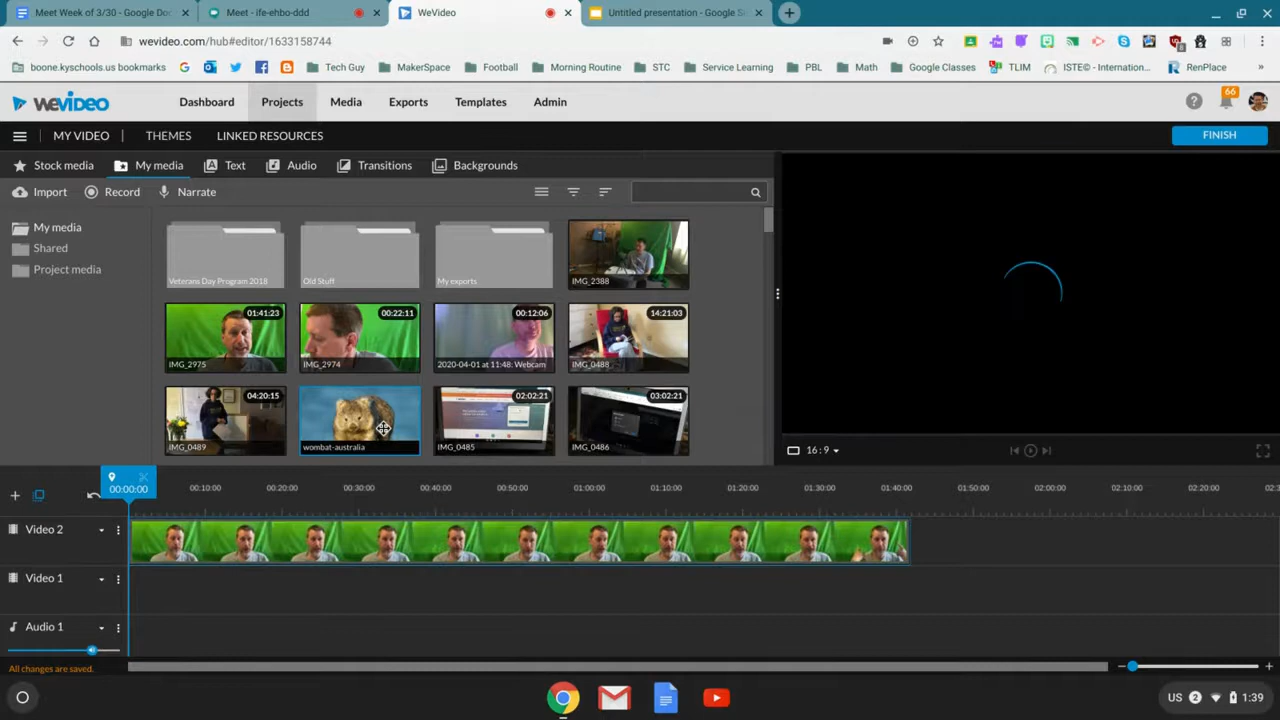 Meet Week of 3/30 - Google Doc
Meet - ife-ehbo-ddd
WeVideo
Untitled presentation - Google Sl
wevideo.com/hub#editor/1633158744
boone.kyschools.us bookmarks
Tech Guy
MakerSpace
Football
Morning Routine
STC
Service Learning
PBL
Math
Google Classes
TLIM
ISTE© - Internation...
RenPlace
»
WEVIDEO
Dashboard
Projects
Media
Exports
Templates
Admin
66
MY VIDEO
THEMES
LINKED RESOURCES
FINISH
Stock media
My media
Text
Audio
Transitions
Backgrounds
Import
Record
Narrate
My media
Shared
Project media
Veterans Day Program 2018
Old Stuff
My exports
IMG_2388
01:41:23
IMG_2975
00:22:11
IMG_2974
00:12:06
2020-04-01 at 11:48: Webcam
14:21:03
IMG_0488
04:20:15
IMG_0489
wombat-australia
02:02:21
IMG_0485
03:02:21
IMG_0486
16:9
00:00:00
00:10:00
00:20:00
00:30:00
00:40:00
00:50:00
01:00:00
01:10:00
01:20:00
01:30:00
01:40:00
01:50:00
02:00:00
02:10:00
02:20:00
02:3
Video 2
Video 1
Audio 1
All changes are saved.
US
2
1:39